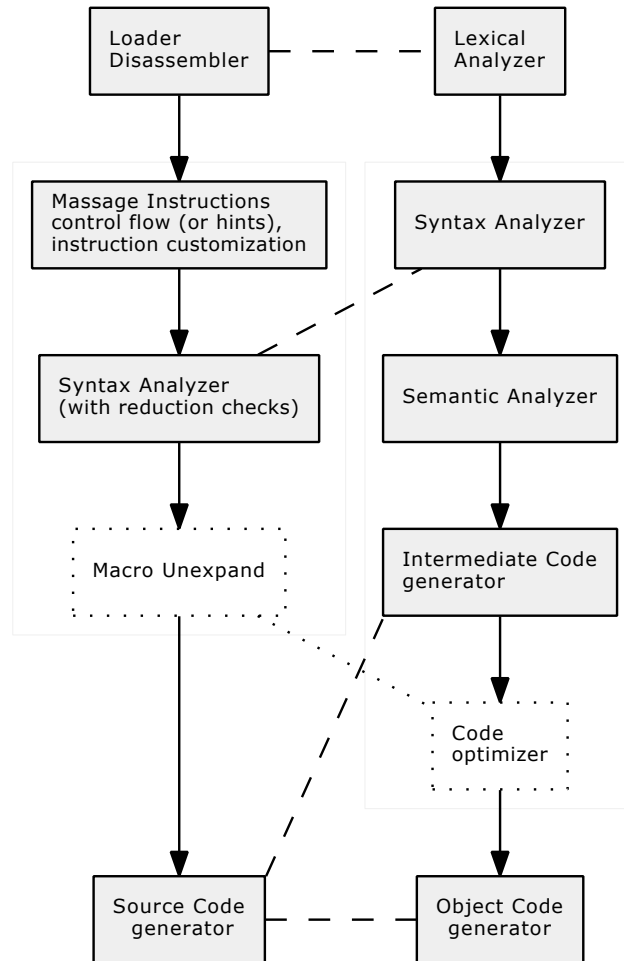 Loader
Disassembler
Lexical
Analyzer
Massage Instructions
control flow (or hints),
instruction customization
Syntax Analyzer
Syntax Analyzer
(with reduction checks)
Semantic Analyzer
Macro Unexpand
Intermediate Code
generator
Code
optimizer
Source Code
generator
Object Code
generator